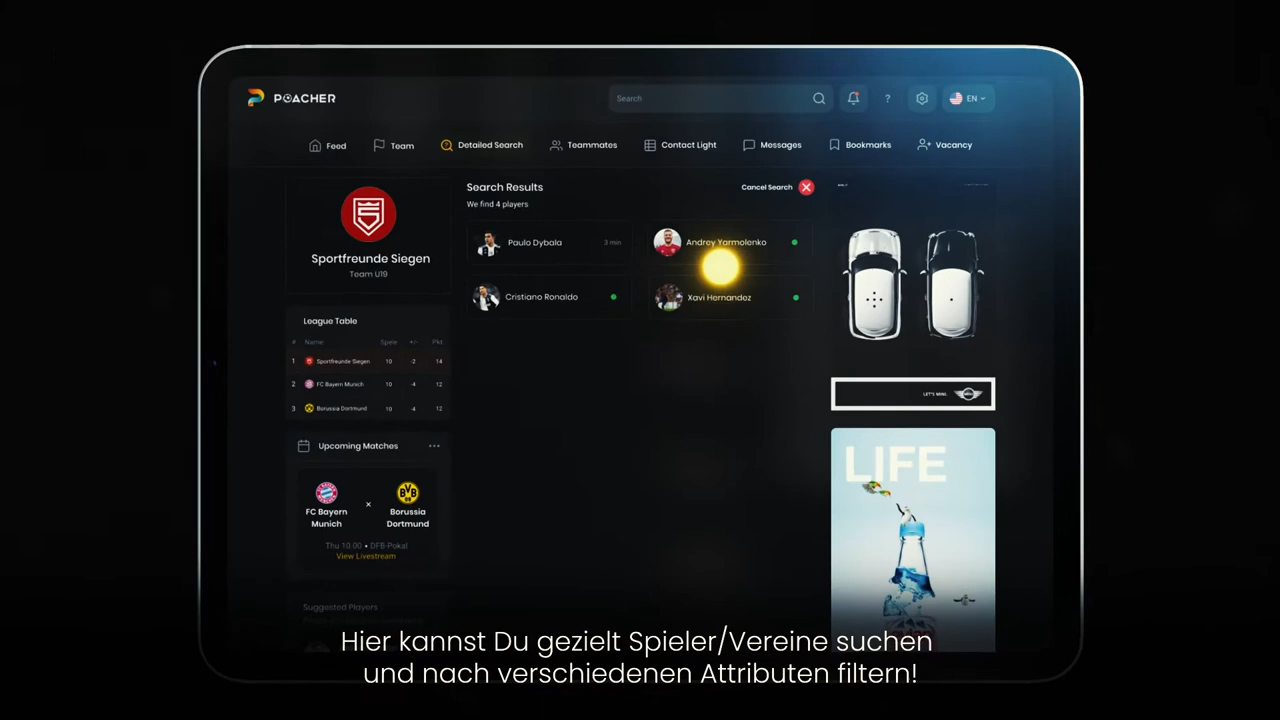 POACHER
Search
?
EN
Feed
Team
Detailed Search
Teammates
Contact Light
Messages
Bookmarks
Vacancy
Sportfreunde Siegen
Team U19
League Table
# Name Spiele +/- Pkt
1 Sportfreunde Siegen 10 -2 14
2 FC Bayern Munich 10 -4 12
3 Borussia Dortmund 10 -4 12
Upcoming Matches
FC Bayern
Munich
×
BVB
09
Borussia
Dortmund
Thu 10.00 • DFB-Pokal
View Livestream
Suggested Players
Search Results
Cancel Search
We find 4 players
Paulo Dybala 3 min
Andrey Yarmolenko
Cristiano Ronaldo
Xavi Hernandez
LET'S MINI.
LIFE
Hier kannst Du gezielt Spieler/Vereine suchen
und nach verschiedenen Attributen filtern!